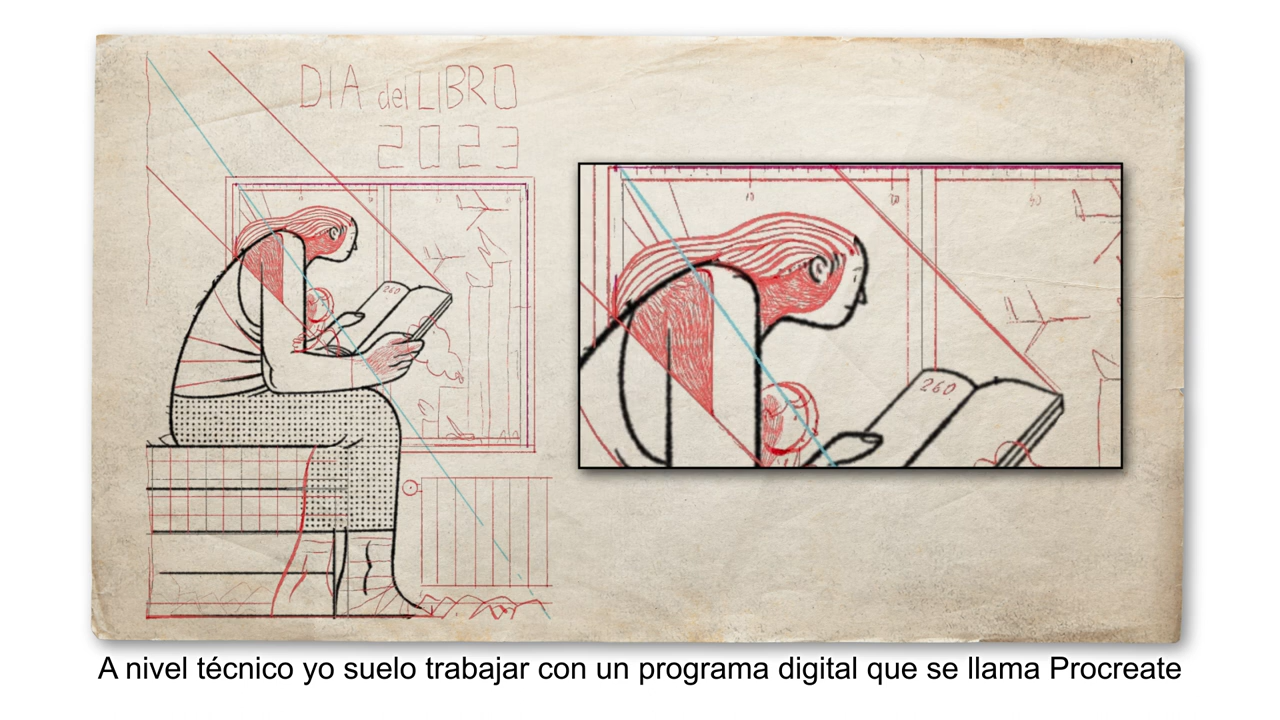 DIA del LIBRO
2023
260
260
A nivel técnico yo suelo trabajar con un programa digital que se llama Procreate